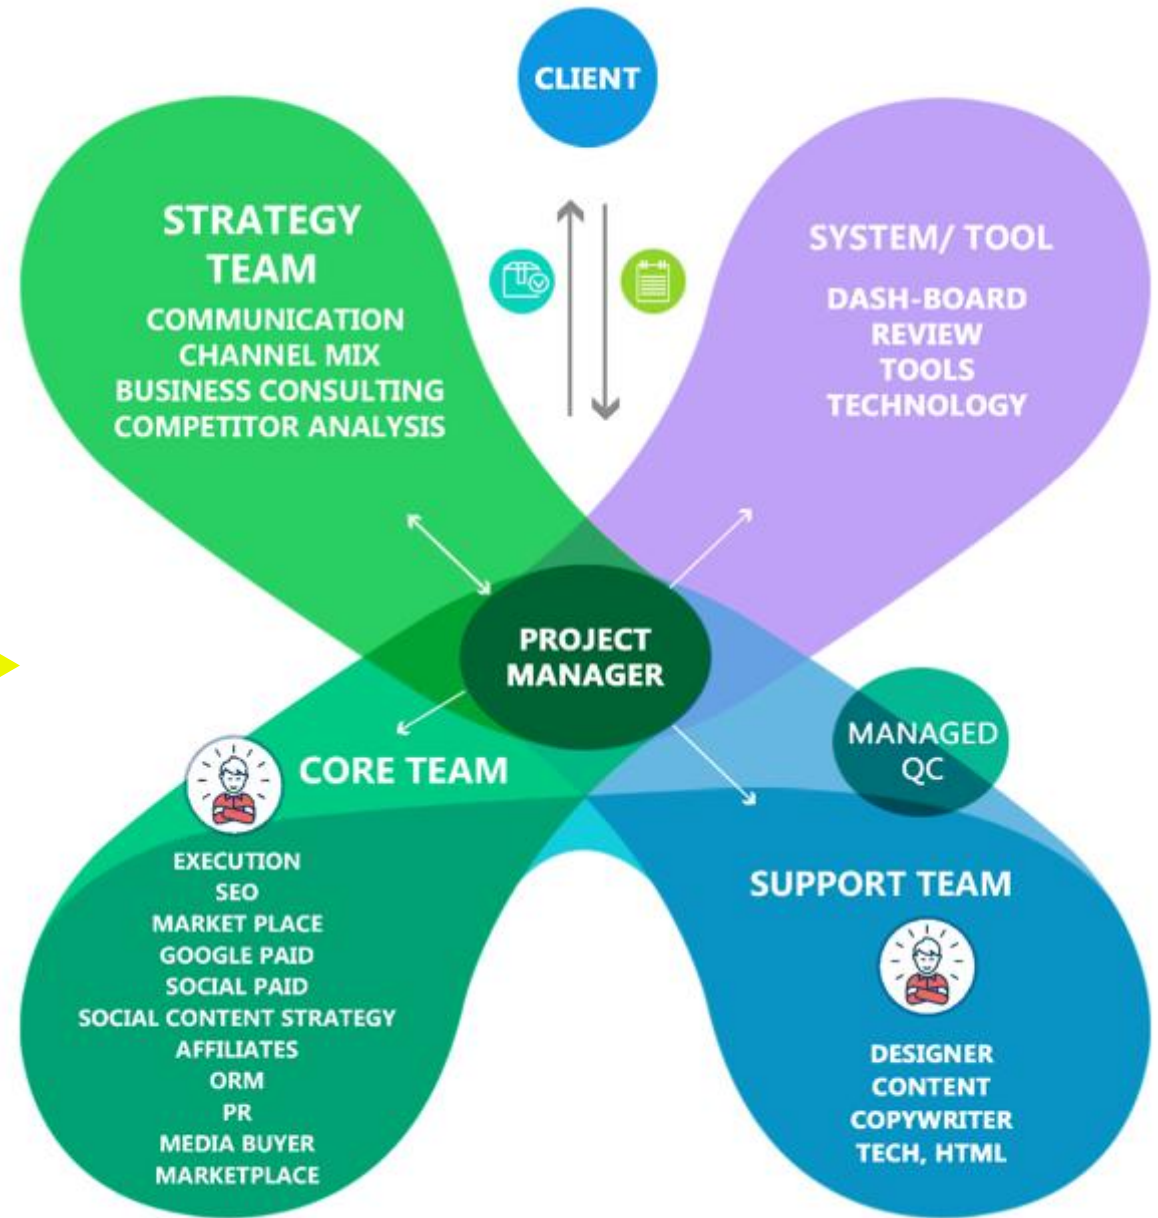 CLIENT
STRATEGY
TEAM
COMMUNICATION
CHANNEL MIX
BUSINESS CONSULTING
COMPETITOR ANALYSIS
SYSTEM/ TOOL
DASH-BOARD
REVIEW
TOOLS
TECHNOLOGY
PROJECT
MANAGER
MANAGED
QC
CORE TEAM
EXECUTION
SEO
MARKET PLACE
GOOGLE PAID
SOCIAL PAID
SOCIAL CONTENT STRATEGY
AFFILIATES
ORM
PR
MEDIA BUYER
MARKETPLACE
SUPPORT TEAM
DESIGNER
CONTENT
COPYWRITER
TECH, HTML